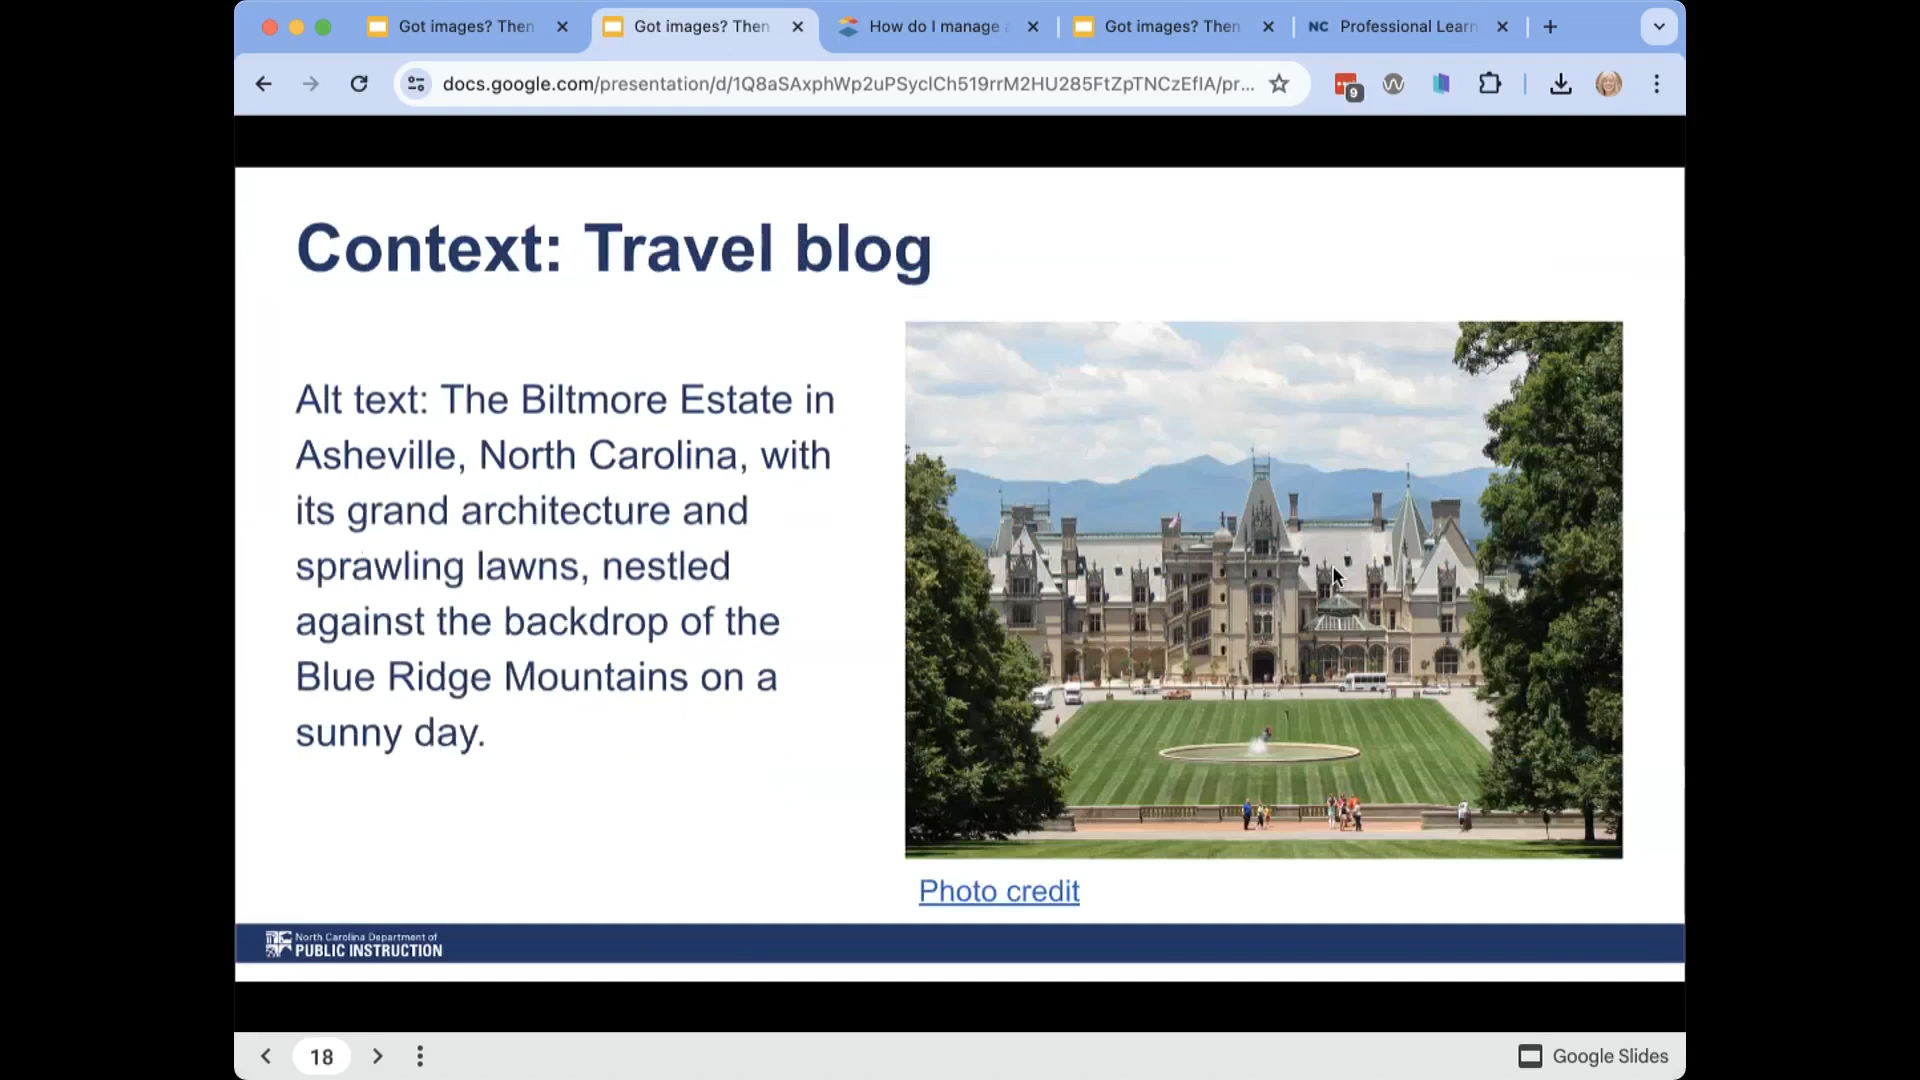 Got images? Then
Got images? Then
How do I manage
Got images? Then
NC Professional Learn
docs.google.com/presentation/d/1Q8aSAxphWp2uPSyclCh519rrM2HU285FtZpTNCzEfIA/pr...
9
Context: Travel blog
Alt text: The Biltmore Estate in
Asheville, North Carolina, with
its grand architecture and
sprawling lawns, nestled
against the backdrop of the
Blue Ridge Mountains on a
sunny day.
Photo credit
North Carolina Department of
PUBLIC INSTRUCTION
18
Google Slides